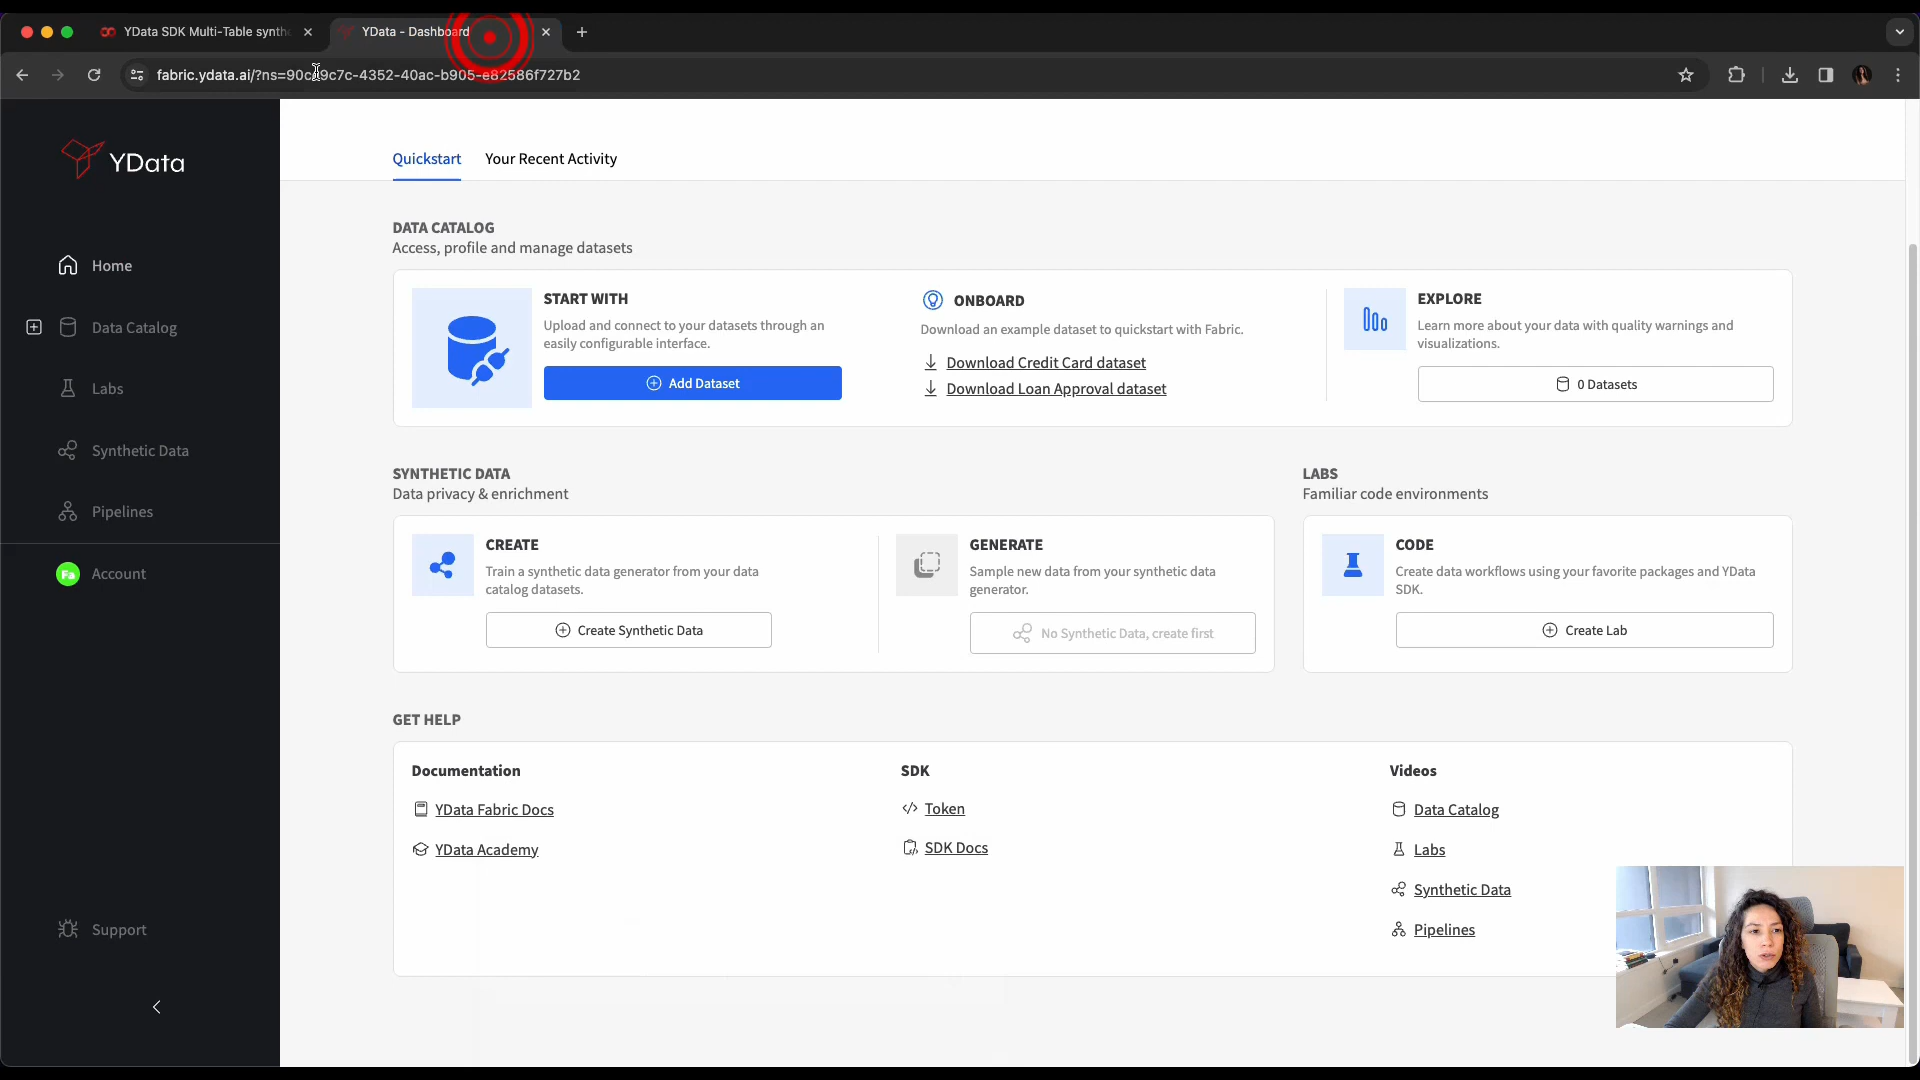 YData SDK Multi-Table synth
YData - Dashboard
fabric.ydata.ai/?ns=90cd9c7c-4352-40ac-b905-e82586f727b2
YData
Home
Data Catalog
Labs
Synthetic Data
Pipelines
Fa
Account
Support
Quickstart
Your Recent Activity
DATA CATALOG
Access, profile and manage datasets
START WITH
Upload and connect to your datasets through an
easily configurable interface.
Add Dataset
ONBOARD
Download an example dataset to quickstart with Fabric.
Download Credit Card dataset
Download Loan Approval dataset
EXPLORE
Learn more about your data with quality warnings and
visualizations.
0 Datasets
SYNTHETIC DATA
Data privacy & enrichment
CREATE
Train a synthetic data generator from your data
catalog datasets.
Create Synthetic Data
GENERATE
Sample new data from your synthetic data
generator.
No Synthetic Data, create first
LABS
Familiar code environments
CODE
Create data workflows using your favorite packages and YData
SDK.
Create Lab
GET HELP
Documentation
YData Fabric Docs
YData Academy
SDK
Token
SDK Docs
Videos
Data Catalog
Labs
Synthetic Data
Pipelines